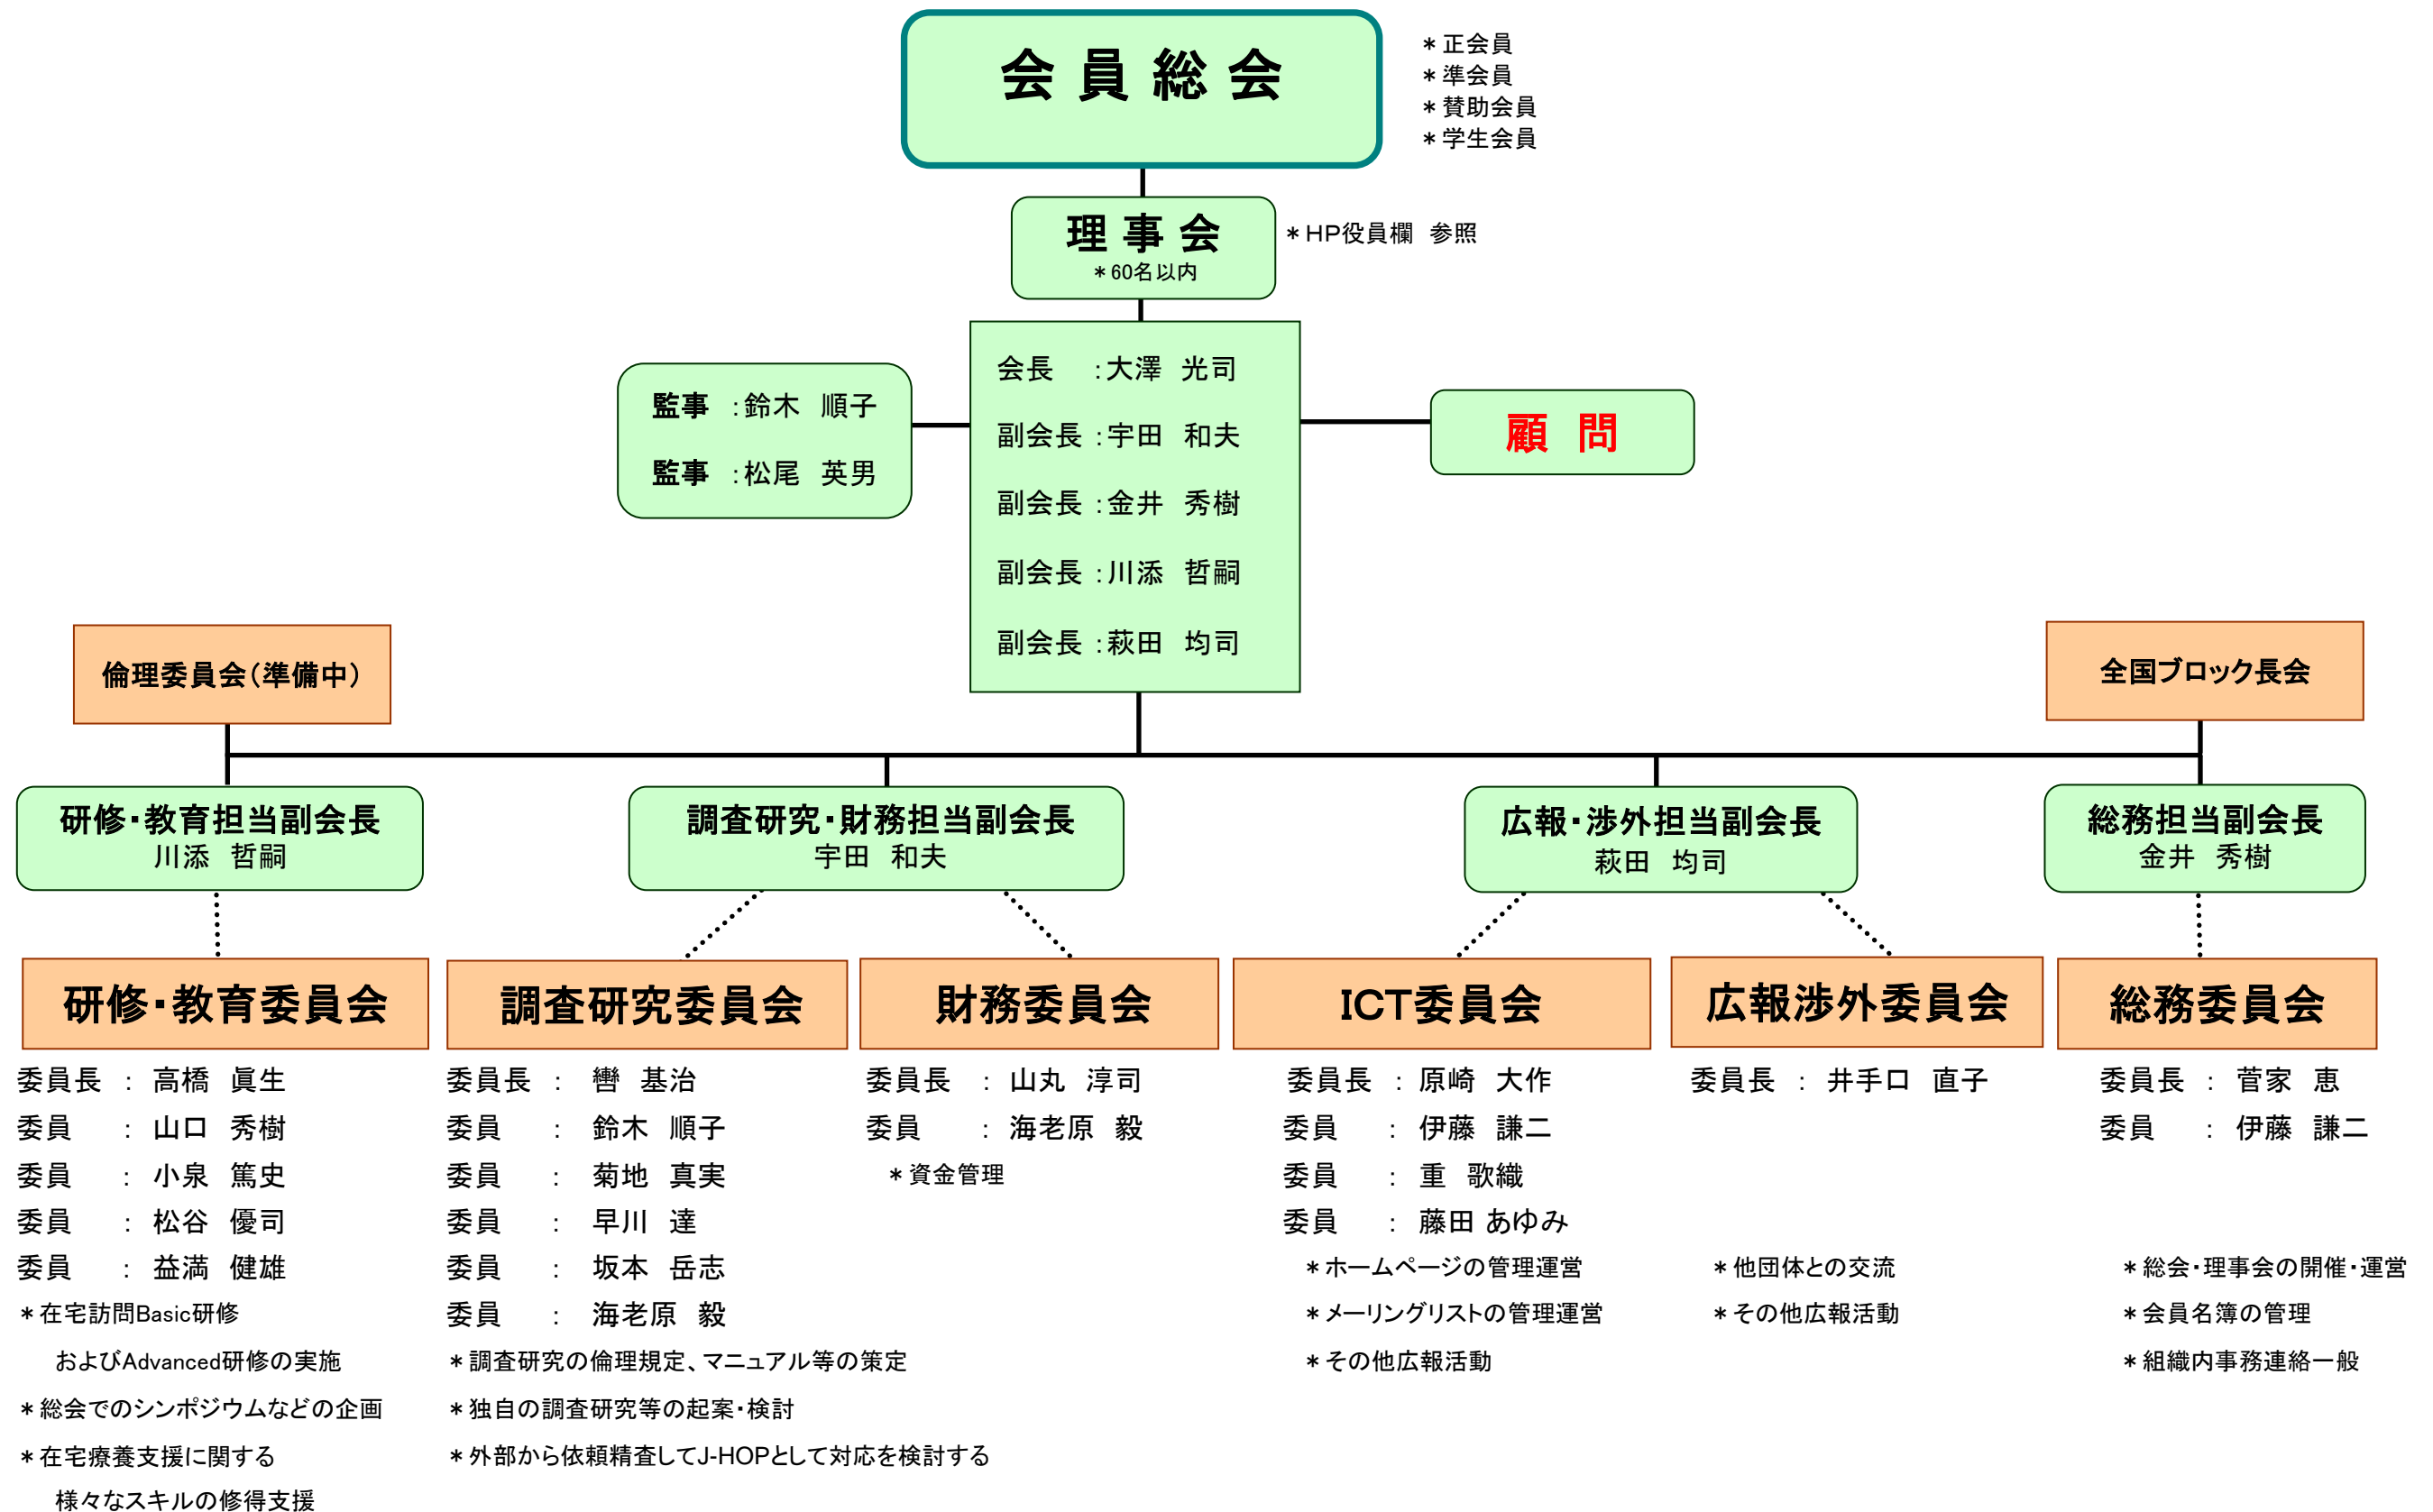 会員総会
＊正会員
＊準会員
＊賛助会員
＊学生会員
理事会
＊60名以内
＊HP役員欄　参照
会長　：大澤　光司
副会長：宇田　和夫
副会長：金井　秀樹
副会長：川添　哲嗣
副会長：萩田　均司
監事　：鈴木　順子
監事　：松尾　英男
顧　問
倫理委員会（準備中）
全国ブロック長会
研修・教育担当副会長
川添　哲嗣
調査研究・財務担当副会長
宇田　和夫
広報・渉外担当副会長
萩田　均司
総務担当副会長
金井　秀樹
研修・教育委員会
委員長　：　高橋　眞生
委員　　：　山口　秀樹
委員　　：　小泉　篤史
委員　　：　松谷　優司
委員　　：　益満　健雄
＊在宅訪問Basic研修
およびAdvanced研修の実施
＊総会でのシンポジウムなどの企画
＊在宅療養支援に関する
様々なスキルの修得支援
調査研究委員会
委員長　：　轡　基治
委員　　：　鈴木　順子
委員　　：　菊地　真実
委員　　：　早川　達
委員　　：　坂本　岳志
委員　　：　海老原　毅
＊調査研究の倫理規定、マニュアル等の策定
＊独自の調査研究等の起案・検討
＊外部から依頼精査してJ-HOPとして対応を検討する
財務委員会
委員長　：　山丸　淳司
委員　　：　海老原　毅
＊資金管理
ICT委員会
委員長　：　原崎　大作
委員　　：　伊藤　謙二
委員　　：　重　歌織
委員　　：　藤田 あゆみ
＊ホームページの管理運営
＊メーリングリストの管理運営
＊その他広報活動
広報渉外委員会
委員長　：　井手口　直子
＊他団体との交流
＊その他広報活動
総務委員会
委員長　：　菅家　恵
委員　　：　伊藤　謙二
＊総会・理事会の開催・運営
＊会員名簿の管理
＊組織内事務連絡一般